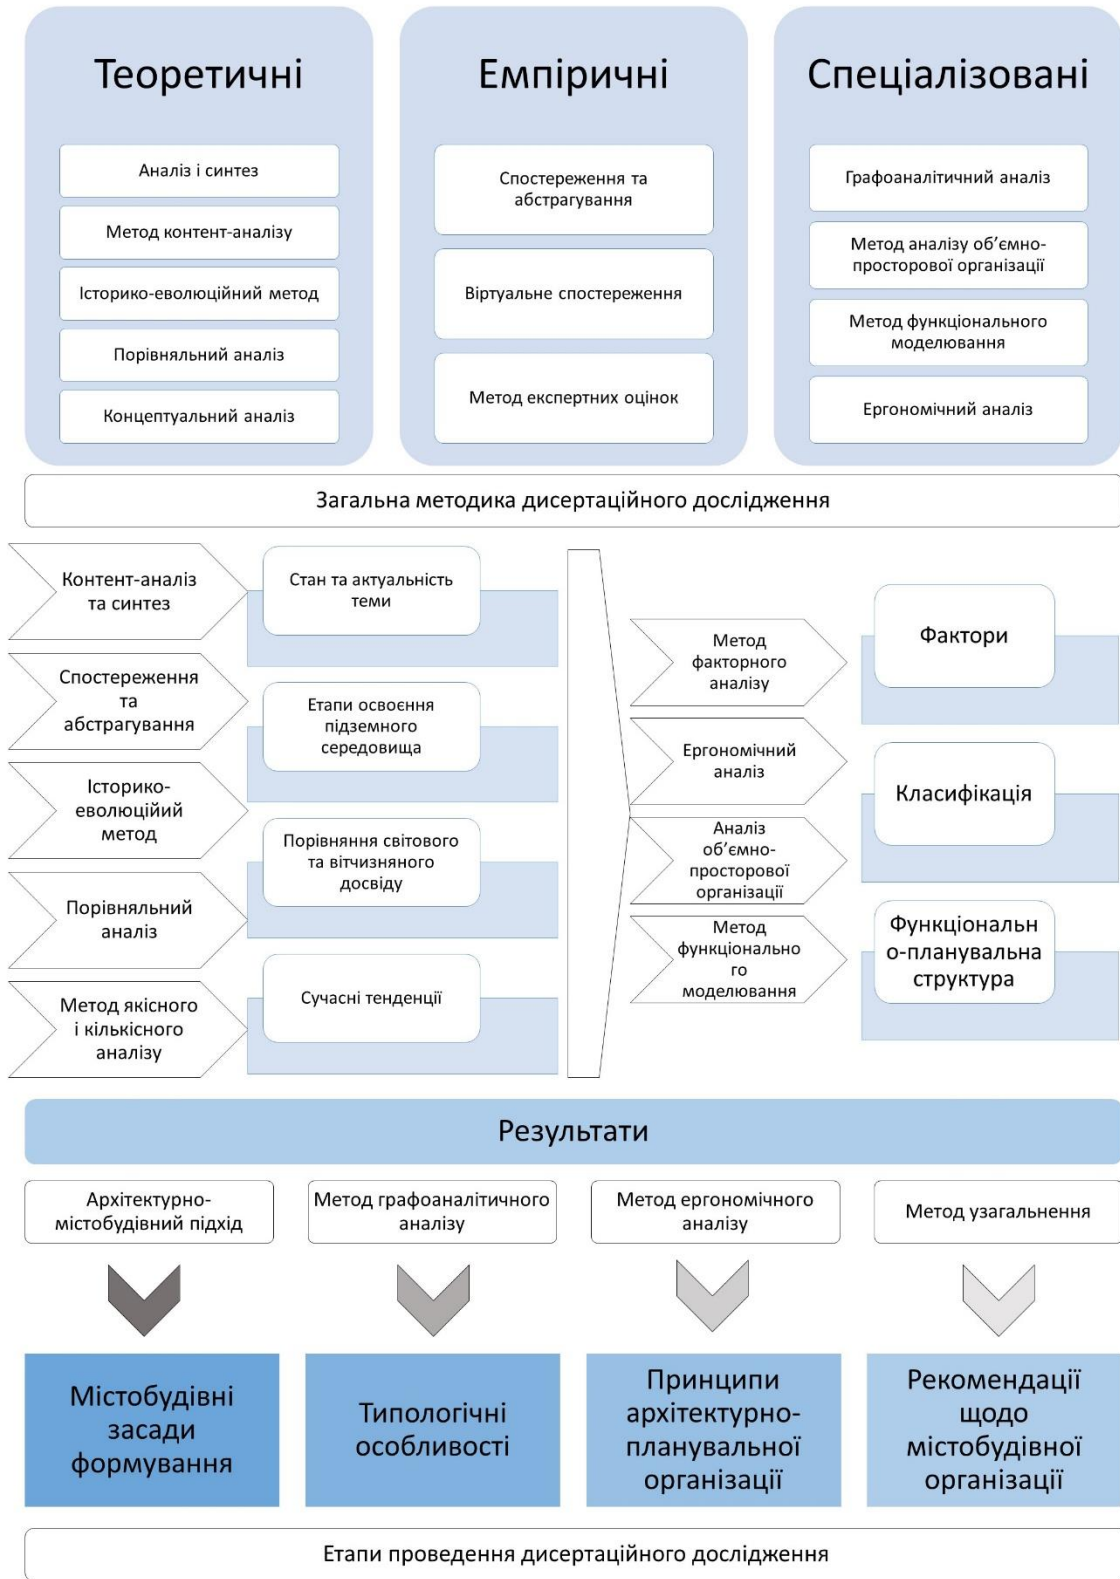 Теоретичні
Аналіз і синтез
Метод контент-аналізу
Історико-еволюційний метод
Порівняльний аналіз
Концептуальний аналіз
Емпіричні
Спостереження та
абстрагування
Віртуальне спостереження
Метод експертних оцінок
Спеціалізовані
Графоаналітичний аналіз
Метод аналізу об’ємно-
просторової організації
Метод функціонального
моделювання
Ергономічний аналіз
Загальна методика дисертаційного дослідження
Контент-аналіз
та синтез
Спостереження
та
абстрагування
Історико-
еволюційий
метод
Порівняльний
аналіз
Метод якісного
і кількісного
аналізу
Стан та актуальність
теми
Етапи освоєння
підземного
середовища
Порівняння світового
та вітчизняного
досвіду
Сучасні тенденції
Метод
факторного
аналізу
Ергономічний
аналіз
Аналіз
об’ємно-
просторової
організації
Метод
функціонально
го
моделювання
Фактори
Класифікація
Функціональн
о-планувальна
структура
Результати
Архітектурно-
містобудівний підхід
Метод графоаналітичного
аналізу
Метод ергономічного
аналізу
Метод узагальнення
Містобудівні
засади
формування
Типологічні
особливості
Принципи
архітектурно-
планувальної
організації
Рекомендації
щодо
містобудівної
організації
Етапи проведення дисертаційного дослідження